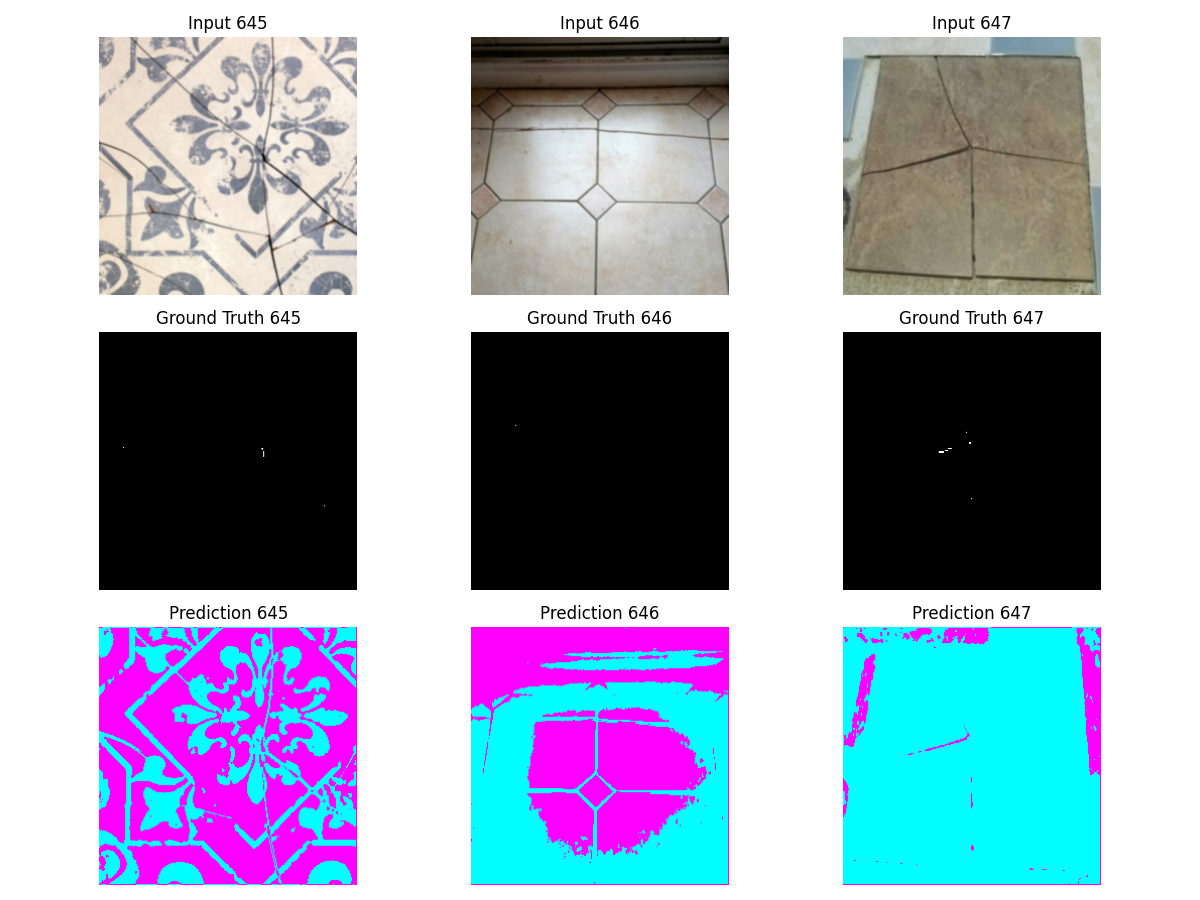 Input 645
Input 646
Input 647
Ground Truth 645
Ground Truth 646
Ground Truth 647
Prediction 645
Prediction 646
Prediction 647